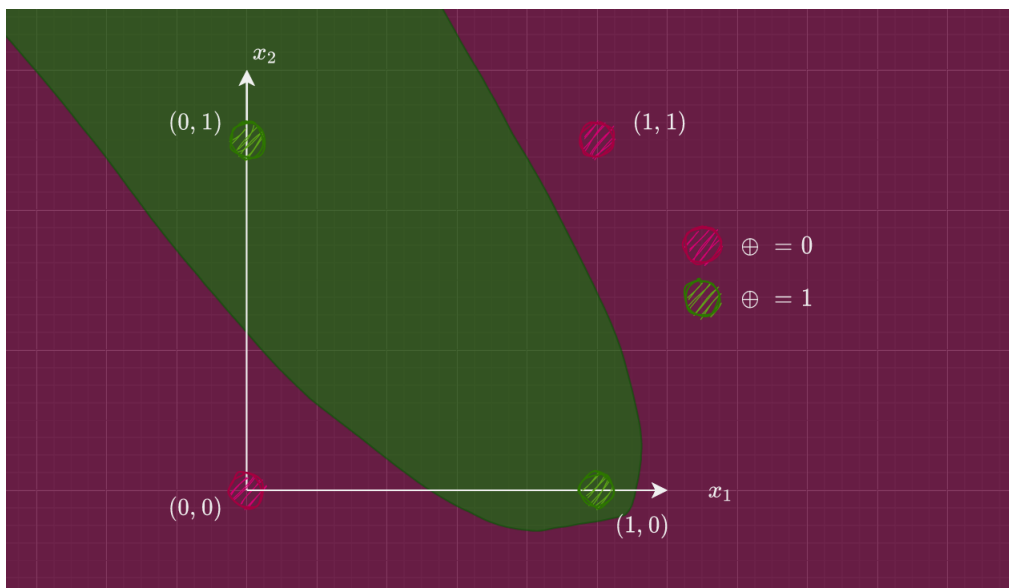 x₂
(0, 1)
(1, 1)
⊕ = 0
⊕ = 1
x₁
(0, 0)
(1, 0)